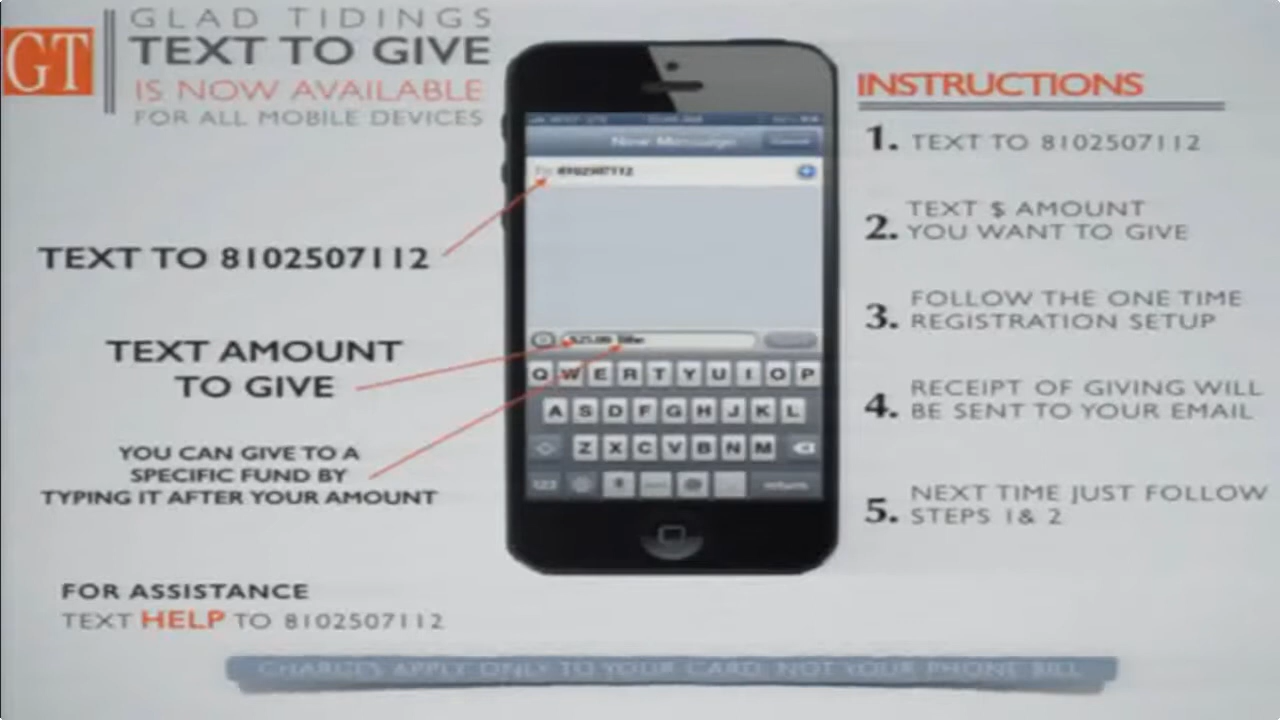 GT
GLAD TIDINGS
TEXT TO GIVE
IS NOW AVAILABLE
FOR ALL MOBILE DEVICES
TEXT TO 8102507112
TEXT AMOUNT
TO GIVE
YOU CAN GIVE TO A
SPECIFIC FUND BY
TYPING IT AFTER YOUR AMOUNT
FOR ASSISTANCE
TEXT HELP TO 8102507112
New Message
8102507112
Q W E R T Y U I O P
A S D F G H J K L
Z X C V B N M
123 return
INSTRUCTIONS
1. TEXT TO 8102507112
2. TEXT $ AMOUNT
YOU WANT TO GIVE
3. FOLLOW THE ONE TIME
REGISTRATION SETUP
4. RECEIPT OF GIVING WILL
BE SENT TO YOUR EMAIL
5. NEXT TIME JUST FOLLOW
STEPS 1& 2
CHARGES APPLY ONLY TO YOUR CARD, NOT YOUR PHONE BILL